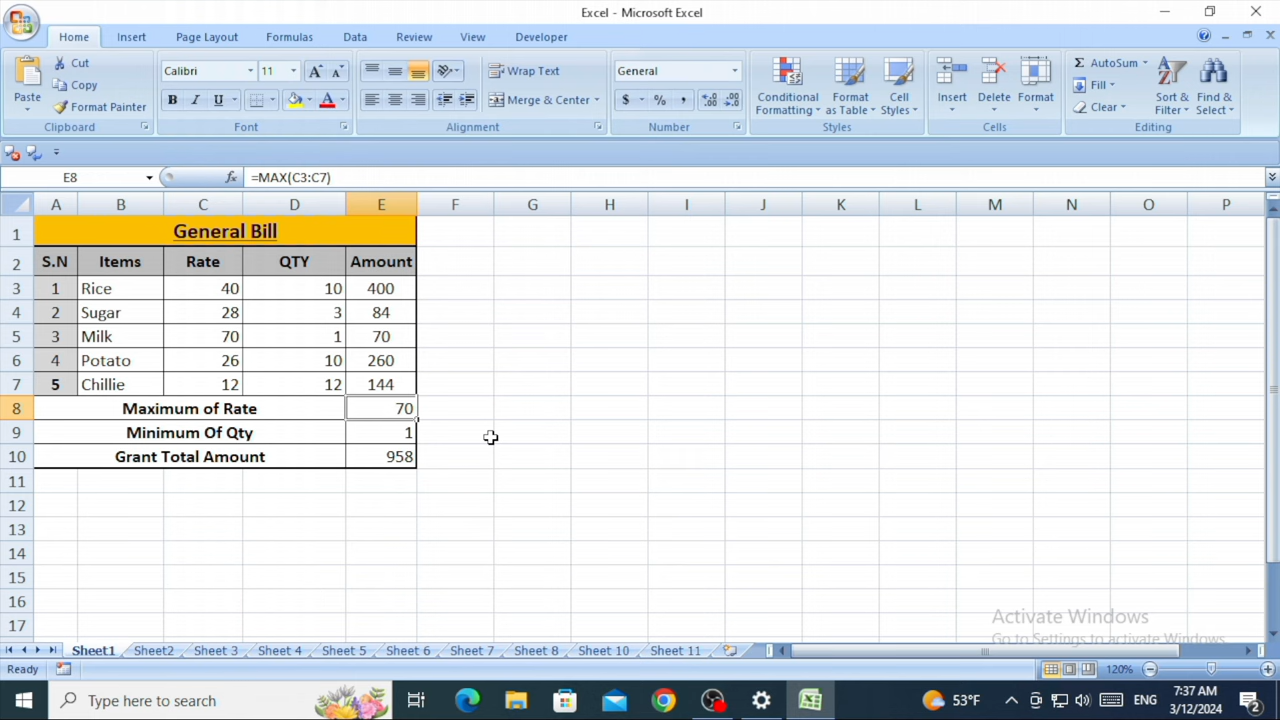 Excel - Microsoft Excel
Home Insert Page Layout Formulas Data Review View Developer
Paste Cut Copy Format Painter Clipboard
Calibri 11 B I U A A A Font
Wrap Text Merge & Center Alignment
General $ % , Number
Conditional Formatting Format as Table Cell Styles Styles
Insert Delete Format Cells
Σ AutoSum Fill Clear Sort & Filter Find & Select Editing
E8 fx =MAX(C3:C7)
A B C D E F G H I J K L M N O P
1 General Bill
2 S.N Items Rate QTY Amount
3 1 Rice 40 10 400
4 2 Sugar 28 3 84
5 3 Milk 70 1 70
6 4 Potato 26 10 260
7 5 Chillie 12 12 144
8 Maximum of Rate 70
9 Minimum Of Qty 1
10 Grant Total Amount 958
11
12
13
14
15
16
17
Activate Windows
Go to Settings to activate Windows.
Sheet1 Sheet2 Sheet 3 Sheet 4 Sheet 5 Sheet 6 Sheet 7 Sheet 8 Sheet 10 Sheet 11
Ready 120%
Type here to search 53°F ENG 7:37 AM
3/12/2024 2